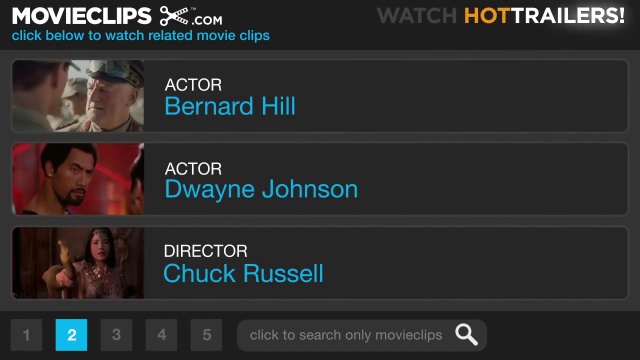 MOVIECLIPS .COM
WATCH HOTTRAILERS!
click below to watch related movie clips
ACTOR
Bernard Hill
ACTOR
Dwayne Johnson
DIRECTOR
Chuck Russell
1 2 3 4 5 click to search only movieclips